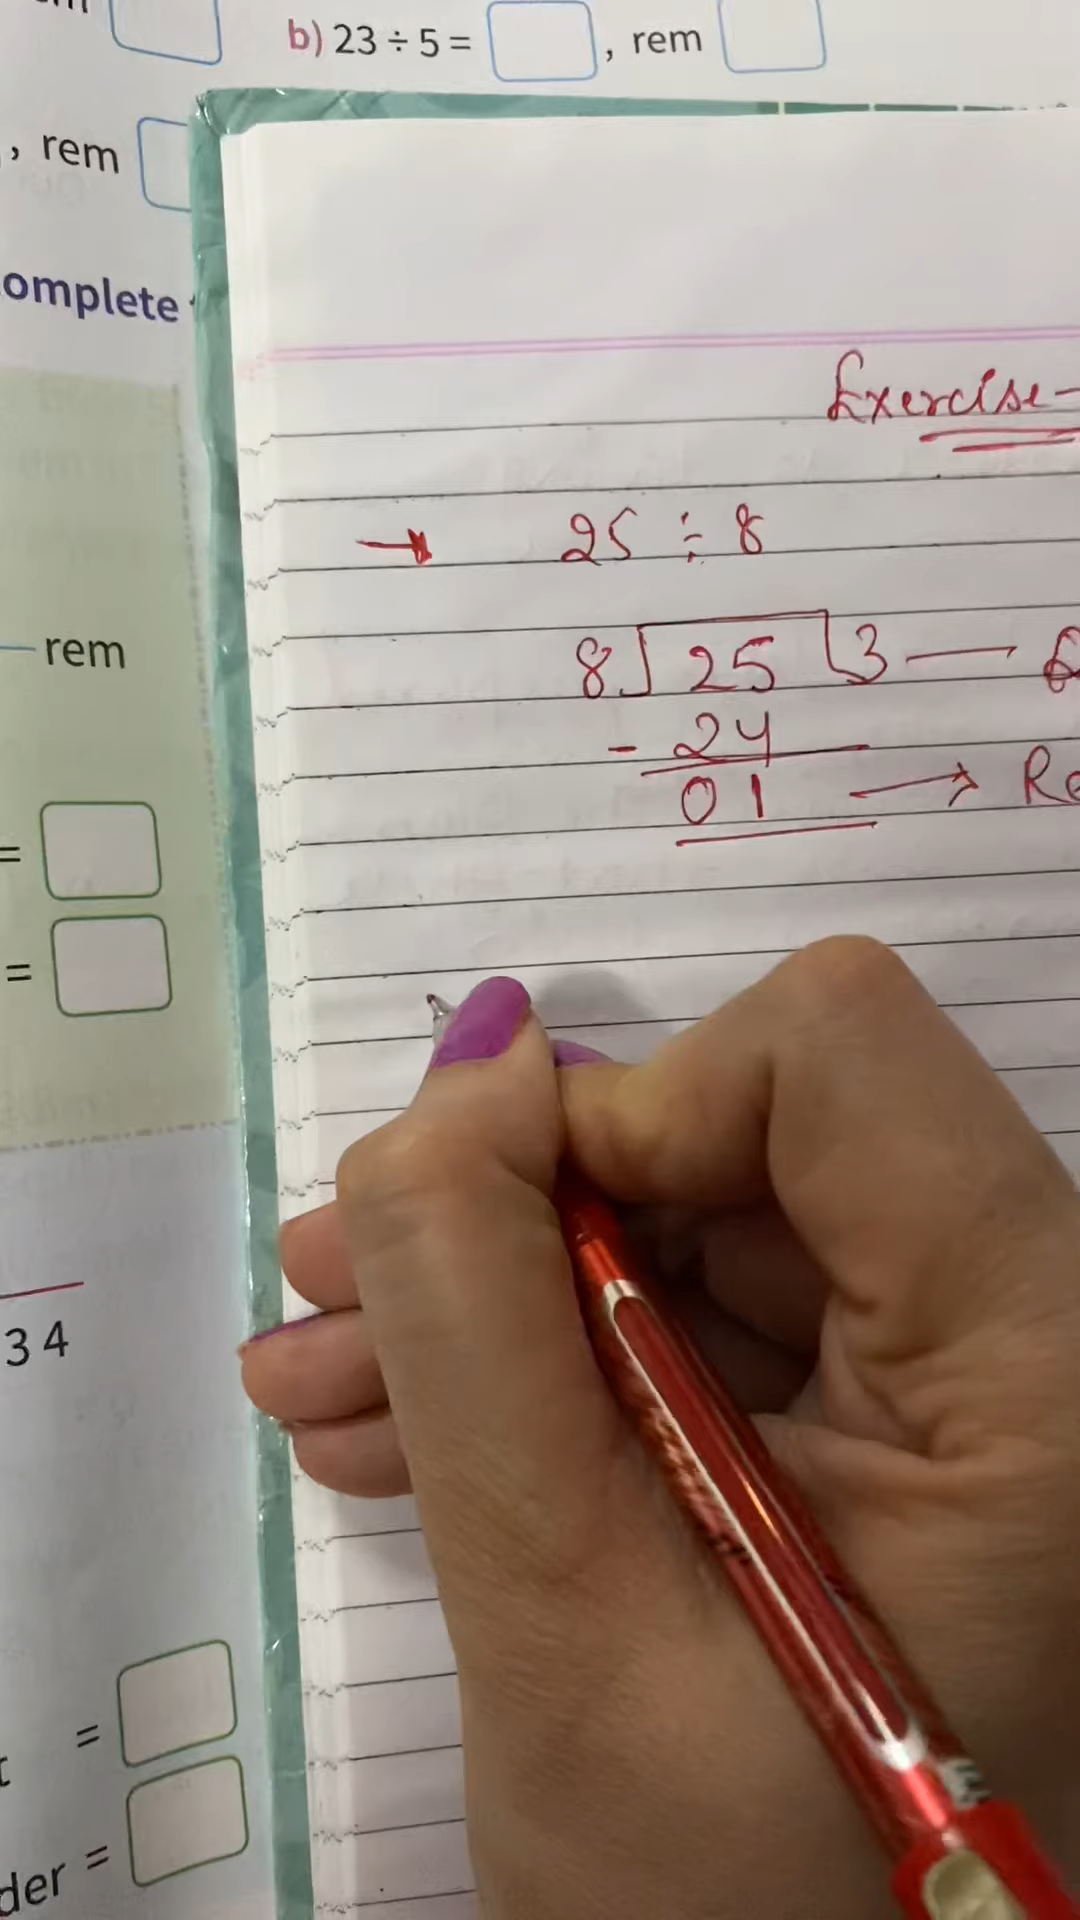 b) 23 ÷ 5 = , rem
, rem
omplete
Exercise-
25 ÷ 8
rem
8 25 3
- 24
01
=
=
34
=
der =